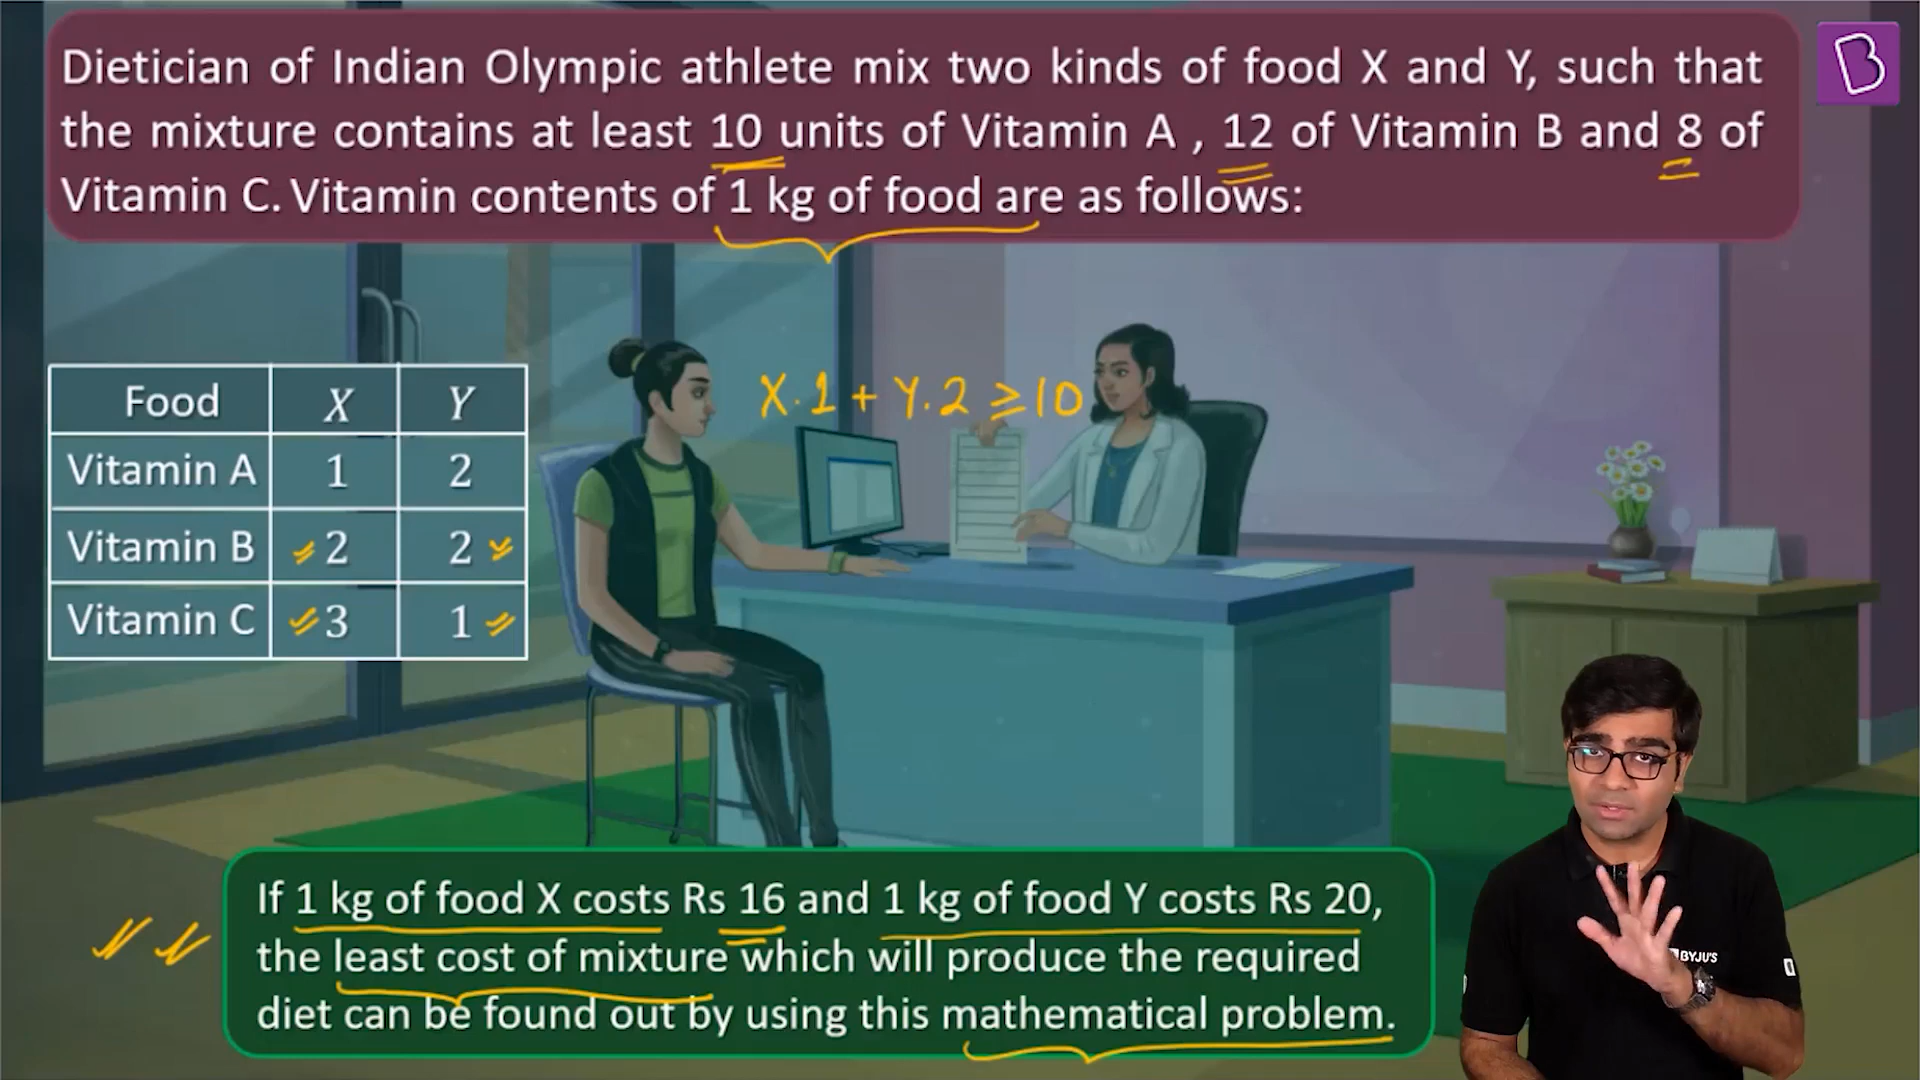 Dietician of Indian Olympic athlete mix two kinds of food X and Y, such that
the mixture contains at least 10 units of Vitamin A , 12 of Vitamin B and 8 of
Vitamin C. Vitamin contents of 1 kg of food are as follows:
X.1 + Y.2 ≥10
Food X Y
Vitamin A 1 2
Vitamin B 2 2
Vitamin C 3 1
If 1 kg of food X costs Rs 16 and 1 kg of food Y costs Rs 20,
the least cost of mixture which will produce the required
diet can be found out by using this mathematical problem.
BYJU'S